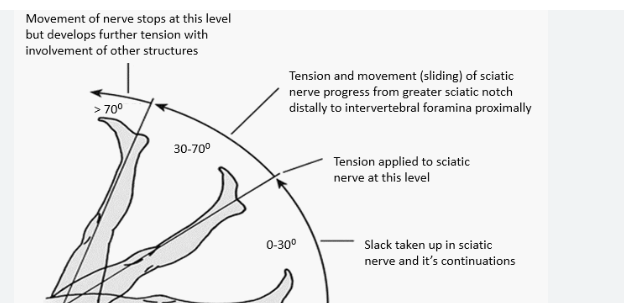 Movement of nerve stops at this level
but develops further tension with
involvement of other structures
Tension and movement (sliding) of sciatic
nerve progress from greater sciatic notch
distally to intervertebral foramina proximally
> 70⁰
30-70⁰
Tension applied to sciatic
nerve at this level
0-30⁰
Slack taken up in sciatic
nerve and it's continuations